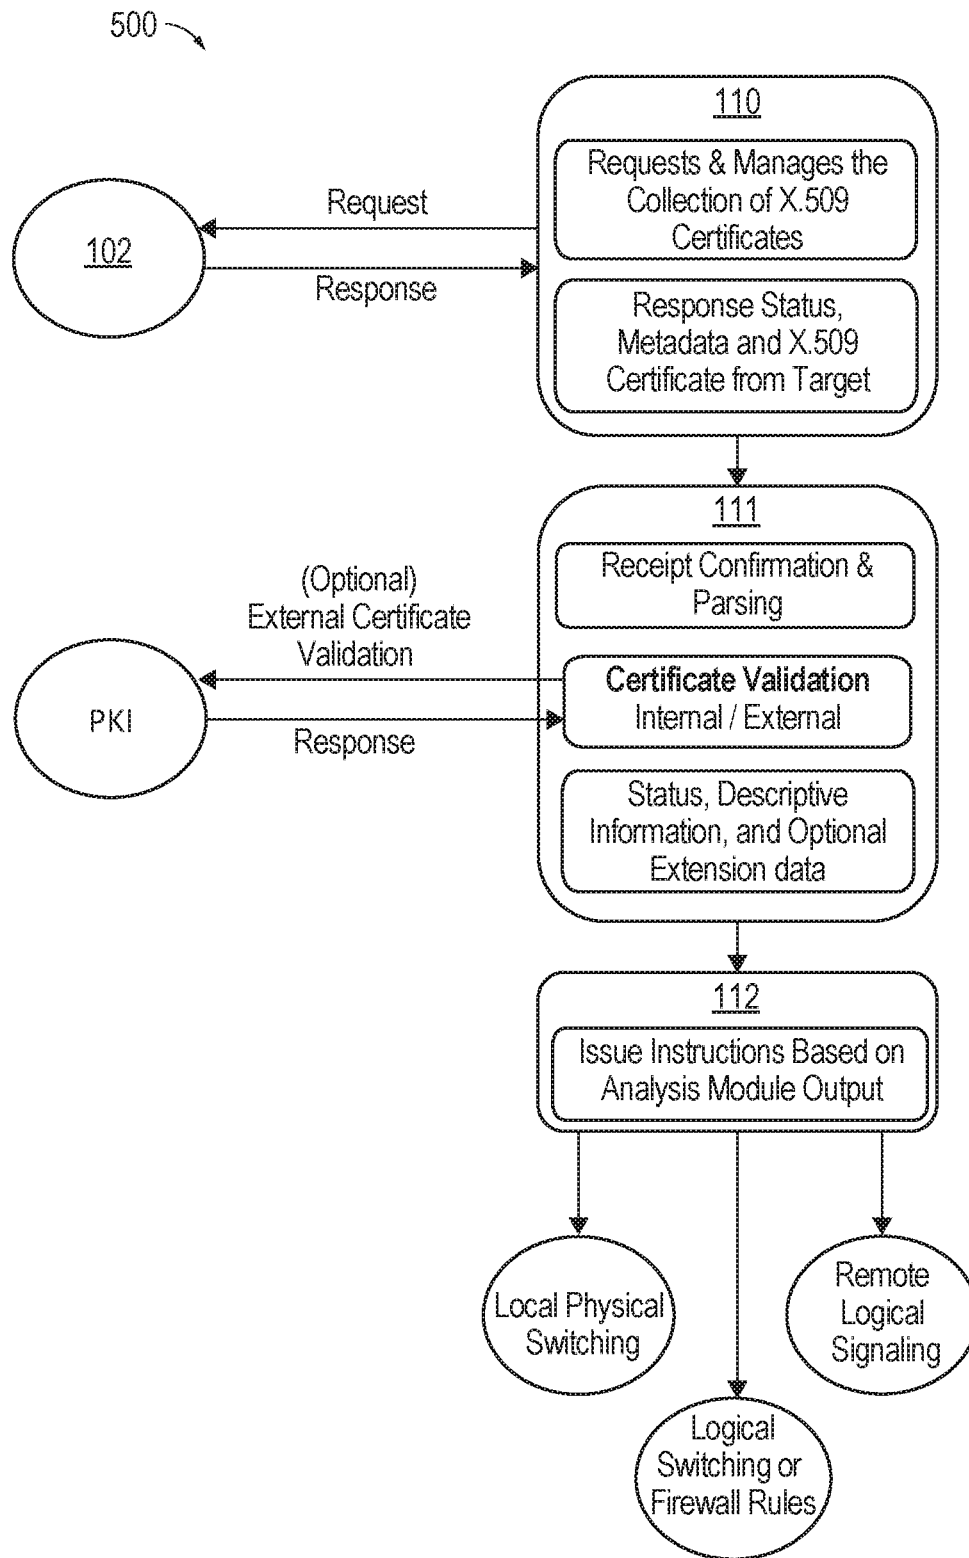 500
110
Requests & Manages the
Collection of X.509
Certificates
Request
102
Response
Response Status,
Metadata and X.509
Certificate from Target
111
Receipt Confirmation &
Parsing
(Optional)
External Certificate
Validation
Certificate Validation
Internal / External
PKI
Response
Status, Descriptive
Information, and Optional
Extension data
112
Issue Instructions Based on
Analysis Module Output
Local Physical
Switching
Remote
Logical
Signaling
Logical
Switching or
Firewall Rules